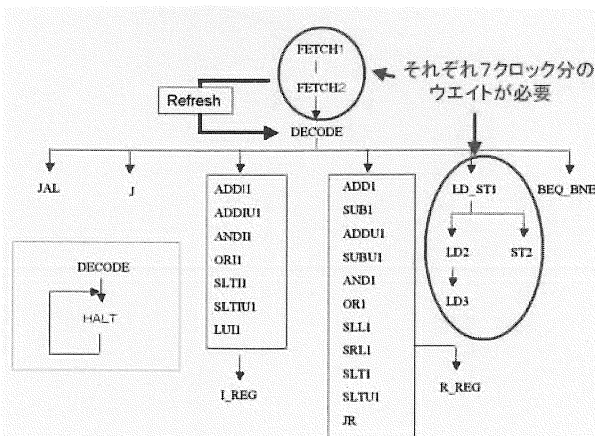 FETCH1
FETCH2
それぞれ7クロック分の
ウエイトが必要
Refresh
DECODE
JAL
J
ADDI1
ADDIU1
ANDI1
ORI1
SLTI1
SLTIU1
LUI1
I_REG
ADD1
SUB1
ADDU1
SUBU1
AND1
OR1
SLL1
SRL1
SLT1
SLTU1
JR
R_REG
LD_ST1
LD2
ST2
LD3
BEQ_BNE
DECODE
HALT